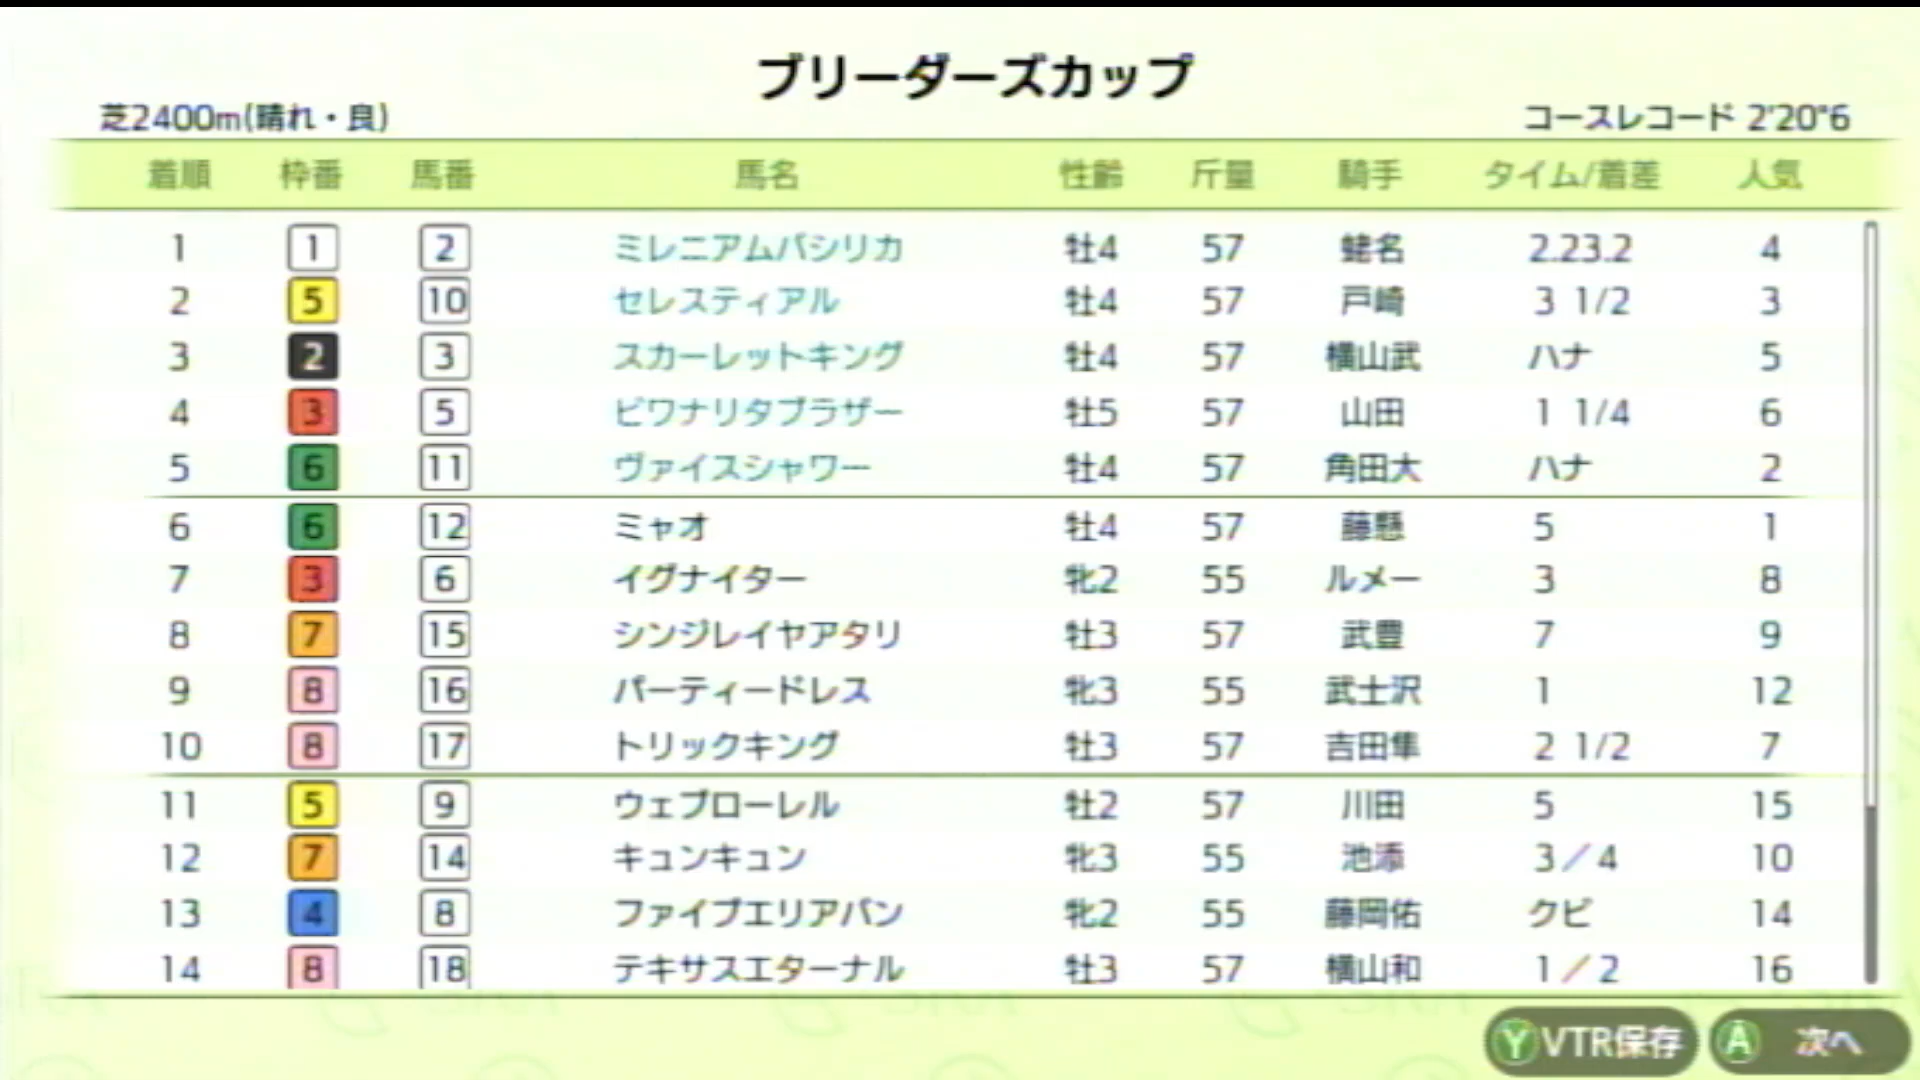 ブリーダーズカップ
芝2400m(晴れ・良) コースレコード 2'20"6
着順 枠番 馬番 馬名 性齢 斤量 騎手 タイム/着差 人気
1 1 2 ミレニアムバシリカ 牡4 57 蛯名 2.23.2 4
2 5 10 セレスティアル 牡4 57 戸崎 3 1/2 3
3 2 3 スカーレットキング 牡4 57 横山武 ハナ 5
4 3 5 ビワナリタブラザー 牡5 57 山田 1 1/4 6
5 6 11 ヴァイスシャワー 牡4 57 角田大 ハナ 2
6 6 12 ミャオ 牡4 57 藤懸 5 1
7 3 6 イグナイター 牝2 55 ルメー 3 8
8 7 15 シンジレイヤアタリ 牡3 57 武豊 7 9
9 8 16 パーティードレス 牝3 55 武士沢 1 12
10 8 17 トリックキング 牡3 57 吉田隼 2 1/2 7
11 5 9 ウェブローレル 牡2 57 川田 5 15
12 7 14 キュンキュン 牝3 55 池添 3/4 10
13 4 8 ファイブエリアバン 牝2 55 藤岡佑 クビ 14
14 8 18 テキサスエターナル 牡3 57 横山和 1/2 16
Y VTR保存 A 次へ